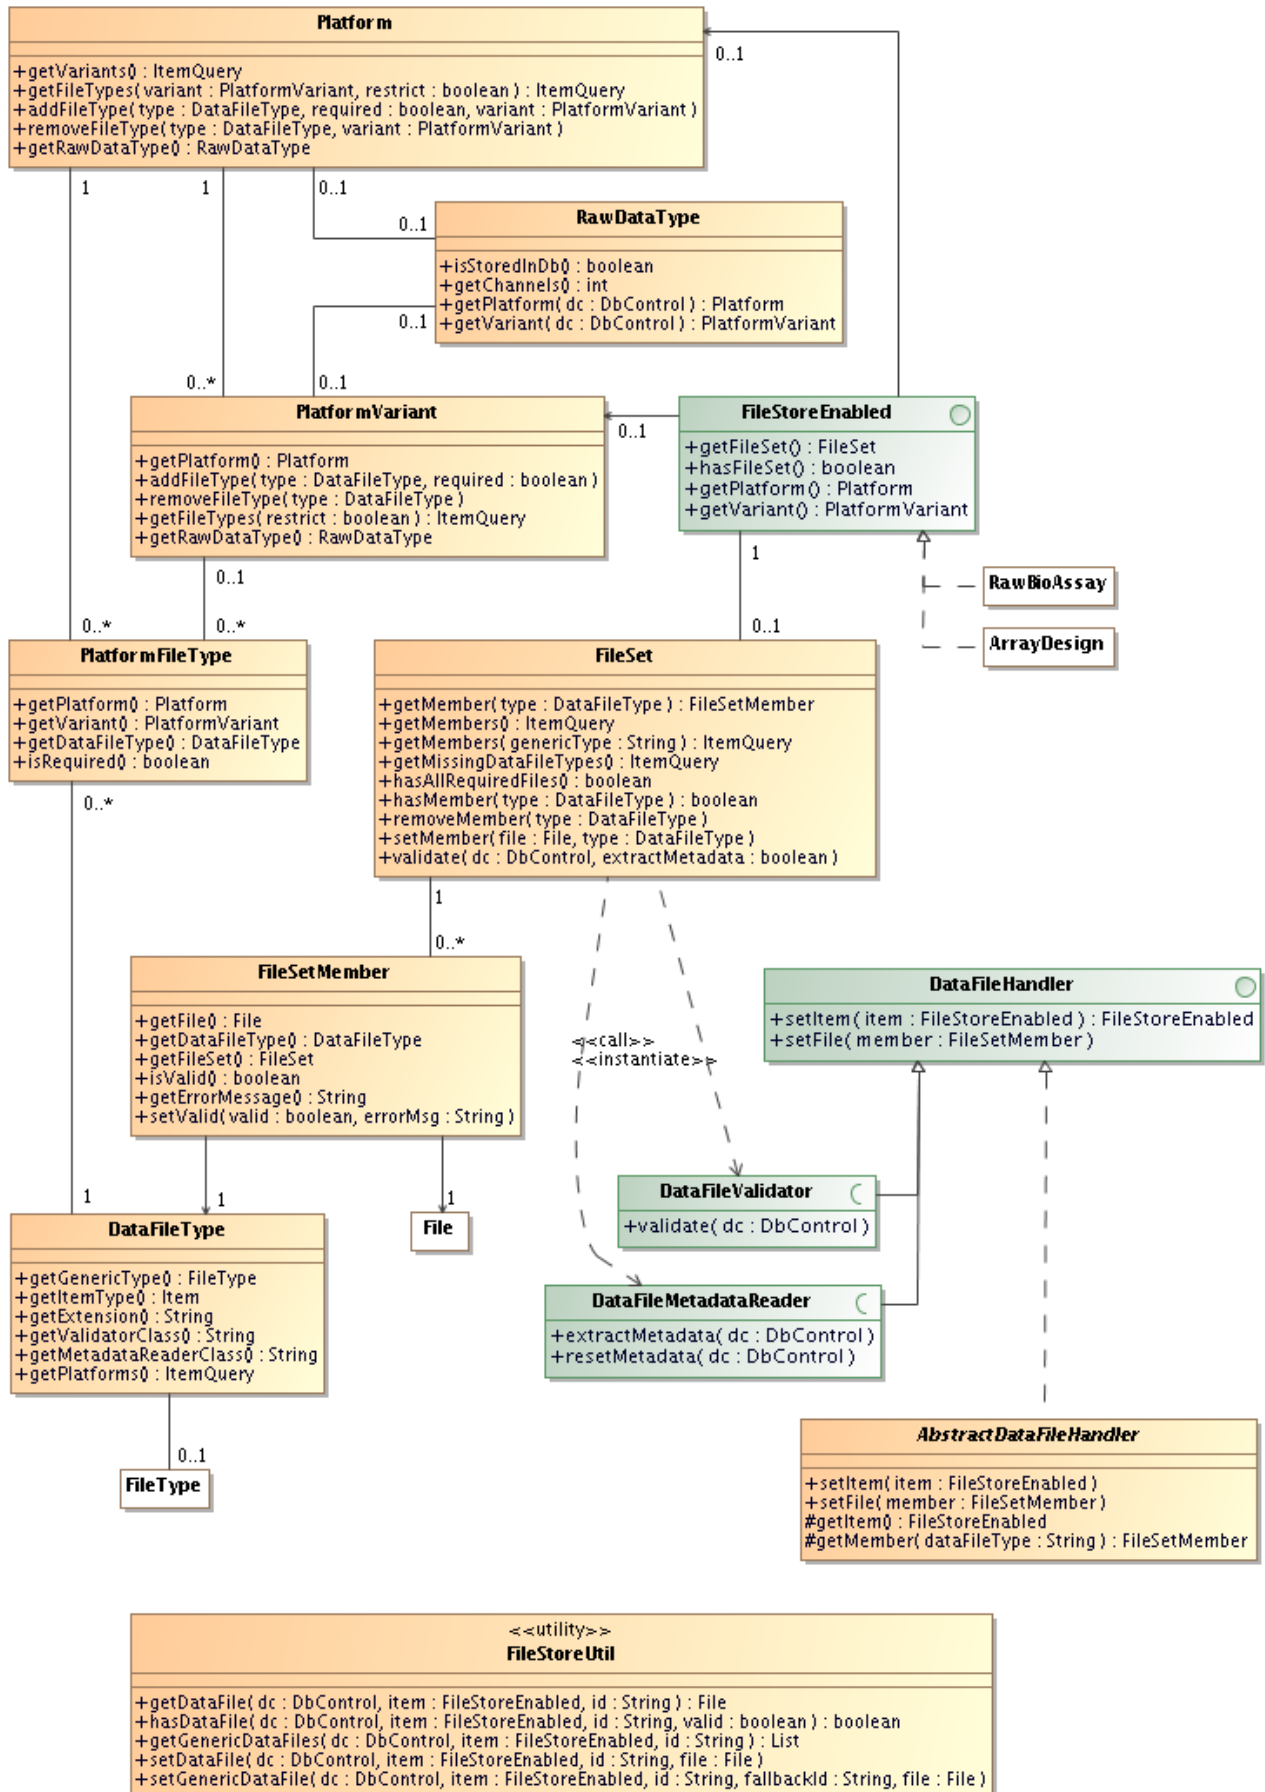 Platform
+getVariants() : ItemQuery
+getFileTypes( variant : PlatformVariant, restrict : boolean ) : ItemQuery
+addFileType( type : DataFileType, required : boolean, variant : PlatformVariant )
+removeFileType( type : DataFileType, variant : PlatformVariant )
+getRawDataType() : RawDataType
0..1
1
1
0..1
0..1
RawDataType
+isStoredInDb() : boolean
+getChannels() : int
+getPlatform( dc : DbControl ) : Platform
+getVariant( dc : DbControl ) : PlatformVariant
0..1
0..*
0..1
PlatformVariant
+getPlatform() : Platform
+addFileType( type : DataFileType, required : boolean )
+removeFileType( type : DataFileType )
+getFileTypes( restrict : boolean ) : ItemQuery
+getRawDataType() : RawDataType
0..1
FileStoreEnabled
+getFileSet() : FileSet
+hasFileSet() : boolean
+getPlatform() : Platform
+getVariant() : PlatformVariant
0..1
1
RawBioAssay
ArrayDesign
0..*
0..*
0..1
PlatformFileType
+getPlatform() : Platform
+getVariant() : PlatformVariant
+getDataFileType() : DataFileType
+isRequired() : boolean
0..*
FileSet
+getMember( type : DataFileType ) : FileSetMember
+getMembers() : ItemQuery
+getMembers( genericType : String ) : ItemQuery
+getMissingDataFileTypes() : ItemQuery
+hasAllRequiredFiles() : boolean
+hasMember( type : DataFileType ) : boolean
+removeMember( type : DataFileType )
+setMember( file : File, type : DataFileType )
+validate( dc : DbControl, extractMetadata : boolean )
1
0..*
FileSetMember
+getFile() : File
+getDataFileType() : DataFileType
+getFileSet() : FileSet
+isValid() : boolean
+getErrorMessage() : String
+setValid( valid : boolean, errorMsg : String )
<<call>>
<<instantiate>>
DataFileHandler
+setItem( item : FileStoreEnabled ) : FileStoreEnabled
+setFile( member : FileSetMember )
1
1
1
File
DataFileValidator
+validate( dc : DbControl )
DataFileType
+getGenericType() : FileType
+getItemType() : Item
+getExtension() : String
+getValidatorClass() : String
+getMetadataReaderClass() : String
+getPlatforms() : ItemQuery
DataFileMetadataReader
+extractMetadata( dc : DbControl )
+resetMetadata( dc : DbControl )
0..1
FileType
AbstractDataFileHandler
+setItem( item : FileStoreEnabled )
+setFile( member : FileSetMember )
#getItem() : FileStoreEnabled
#getMember( dataFileType : String ) : FileSetMember
<<utility>>
FileStoreUtil
+getDataFile( dc : DbControl, item : FileStoreEnabled, id : String ) : File
+hasDataFile( dc : DbControl, item : FileStoreEnabled, id : String, valid : boolean ) : boolean
+getGenericDataFiles( dc : DbControl, item : FileStoreEnabled, id : String ) : List
+setDataFile( dc : DbControl, item : FileStoreEnabled, id : String, file : File )
+setGenericDataFile( dc : DbControl, item : FileStoreEnabled, id : String, fallbackId : String, file : File )